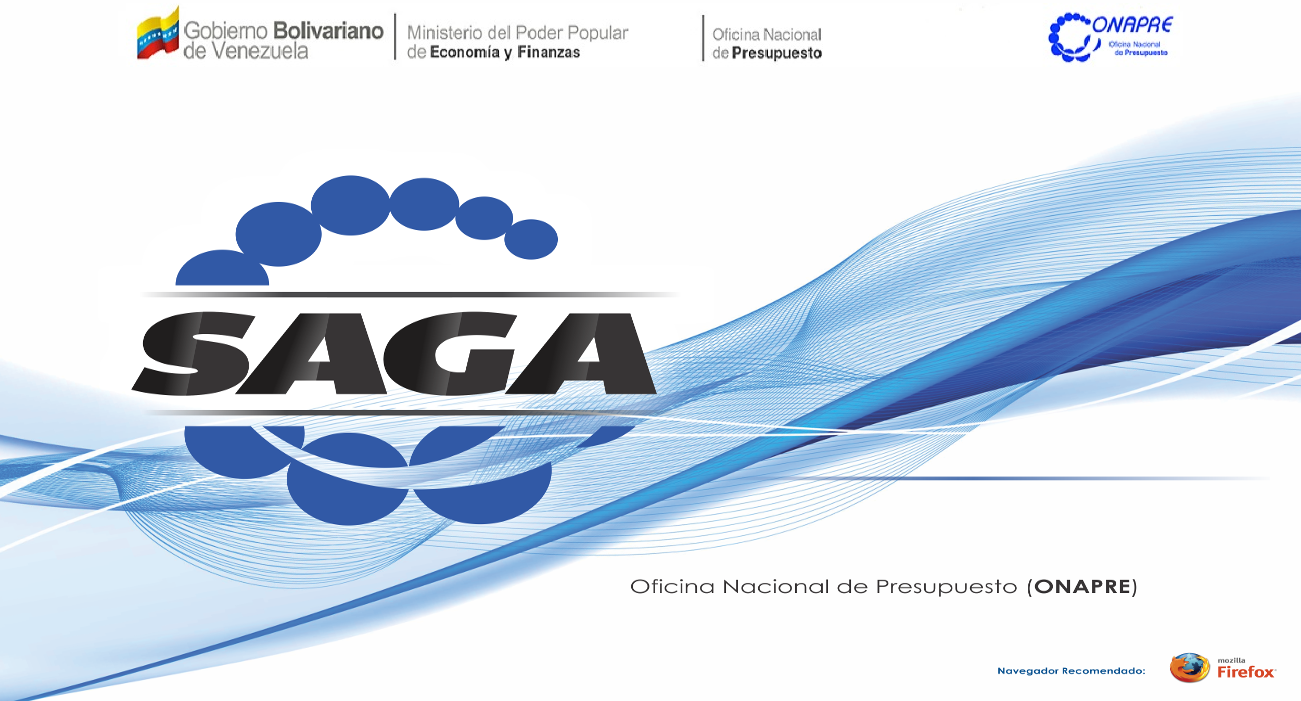 Gobierno Bolivariano
de Venezuela
Ministerio del Poder Popular
de Economía y Finanzas
Oficina Nacional
de Presupuesto
ONAPRE
Oficina Nacional
de Presupuesto
SAGA
Oficina Nacional de Presupuesto (ONAPRE)
Navegador Recomendado:
mozilla
Firefox